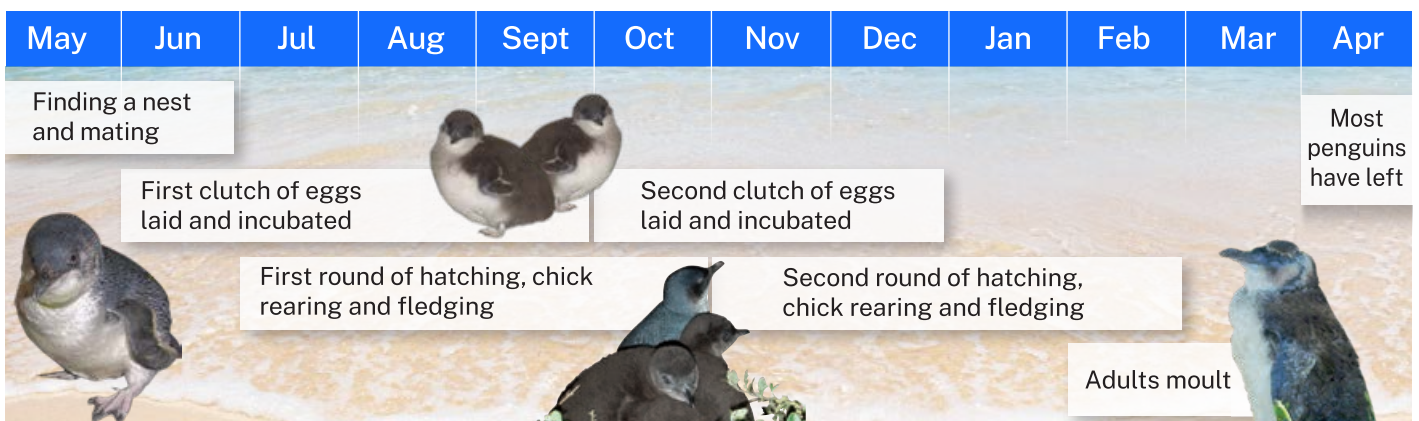 May Jun Jul Aug Sept Oct Nov Dec Jan Feb Mar Apr
Finding a nest
and mating
Most
penguins
have left
First clutch of eggs
laid and incubated
Second clutch of eggs
laid and incubated
First round of hatching, chick
rearing and fledging
Second round of hatching,
chick rearing and fledging
Adults moult